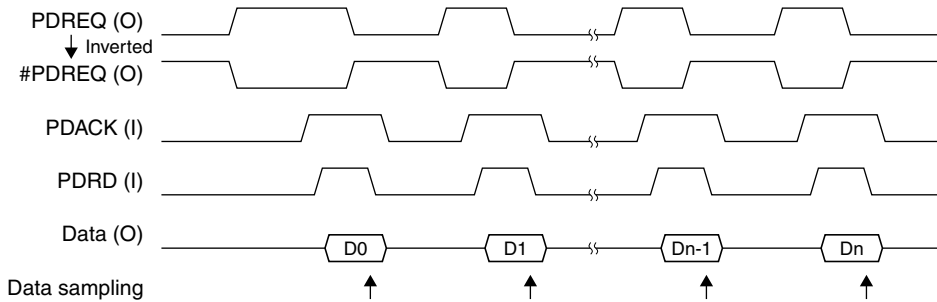 PDREQ (O)
Inverted
#PDREQ (O)
PDACK (I)
PDRD (I)
Data (O)
D0
D1
Dn-1
Dn
Data sampling